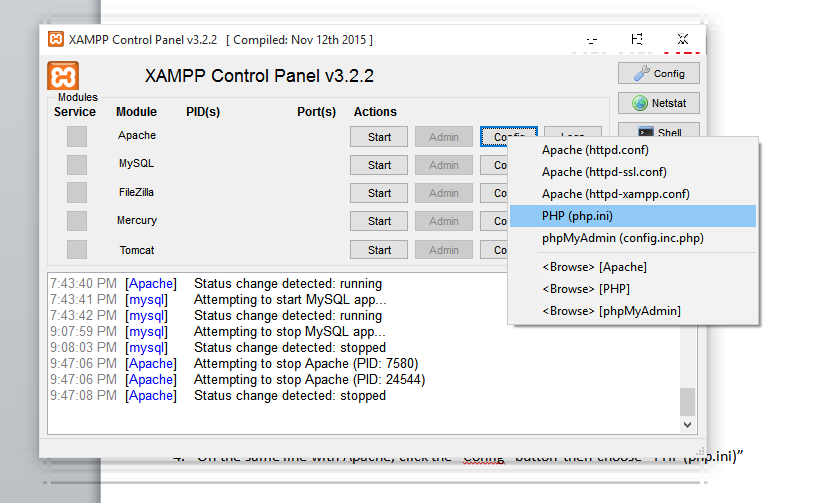 XAMPP Control Panel v3.2.2 [ Compiled: Nov 12th 2015 ]
XAMPP Control Panel v3.2.2
Config
Modules
Service Module PID(s) Port(s) Actions
Netstat
Apache Start Admin Config Logs
Shell
MySQL Start Admin Co
FileZilla Start Admin Co
Mercury Start Admin Co
Tomcat Start Admin Co
Apache (httpd.conf)
Apache (httpd-ssl.conf)
Apache (httpd-xampp.conf)
PHP (php.ini)
phpMyAdmin (config.inc.php)
<Browse> [Apache]
<Browse> [PHP]
<Browse> [phpMyAdmin]
7:43:40 PM [Apache] Status change detected: running
7:43:41 PM [mysql] Attempting to start MySQL app...
7:43:42 PM [mysql] Status change detected: running
9:07:59 PM [mysql] Attempting to stop MySQL app...
9:08:03 PM [mysql] Status change detected: stopped
9:47:06 PM [Apache] Attempting to stop Apache (PID: 7580)
9:47:06 PM [Apache] Attempting to stop Apache (PID: 24544)
9:47:08 PM [Apache] Status change detected: stopped
4. On the same line with Apache, click the "Config" button then choose "PHP (php.ini)”